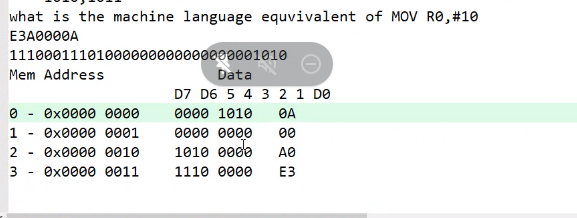 what is the machine language equvivalent of MOV R0,#10
E3A0000A
11100011101000000000000000001010
Mem Address Data
D7 D6 5 4 3 2 1 D0
0 - 0x0000 0000 0000 1010 0A
1 - 0x0000 0001 0000 0000 00
2 - 0x0000 0010 1010 0000 A0
3 - 0x0000 0011 1110 0000 E3